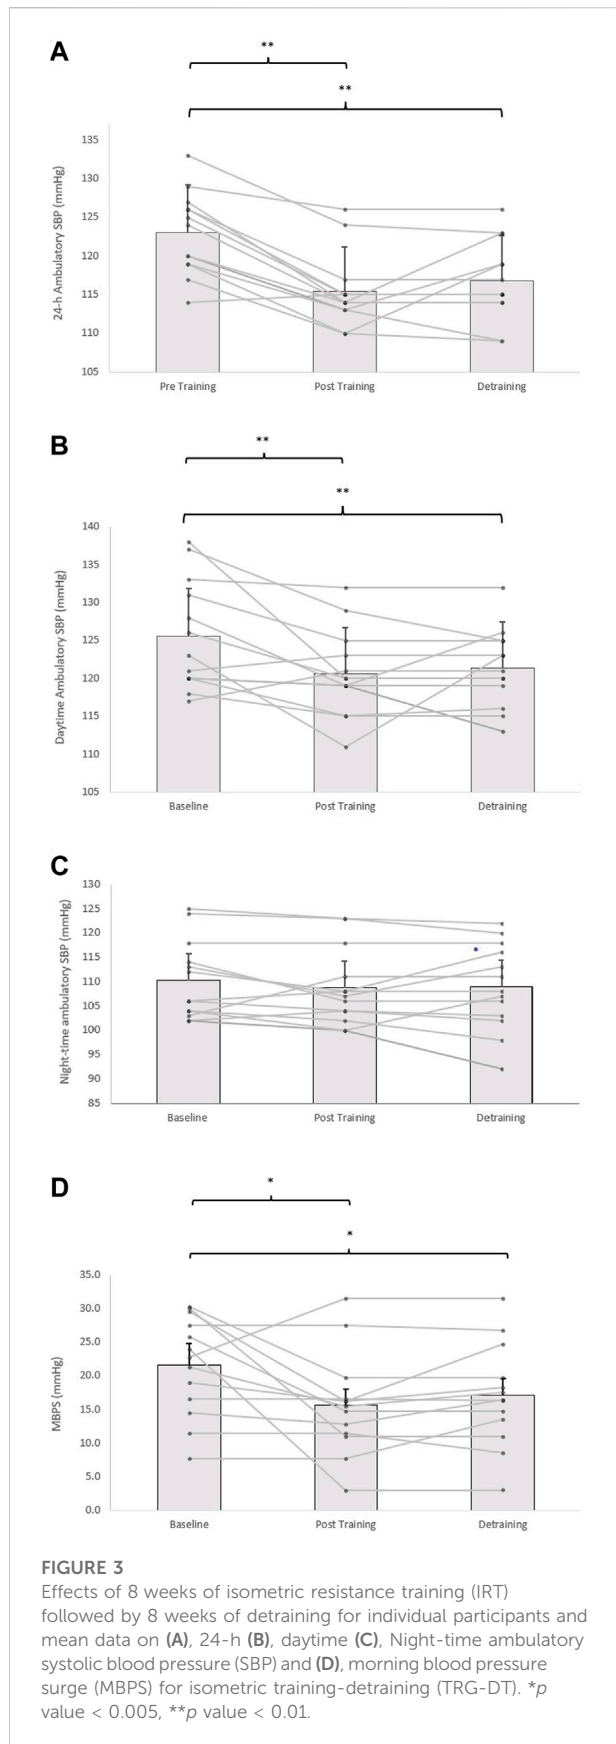 A
**
**
24-h Ambulatory SBP (mmHg)
135
130
125
120
115
110
105
Pre Training Post Training Detraining
B
**
**
Daytime Ambulatory SBP (mmHg)
140
135
130
125
120
115
110
105
Baseline Post Training Detraining
C
Night-time ambulatory SBP (mmHg)
130
125
120
115
110
105
100
95
90
85
Baseline Post Training Detraining
D
*
*
MBPS (mmHg)
35.0
30.0
25.0
20.0
15.0
10.0
5.0
0.0
Baseline Post Training Detraining
FIGURE 3
Effects of 8 weeks of isometric resistance training (IRT)
followed by 8 weeks of detraining for individual participants and
mean data on (A), 24-h (B), daytime (C), Night-time ambulatory
systolic blood pressure (SBP) and (D), morning blood pressure
surge (MBPS) for isometric training-detraining (TRG-DT). *p
value < 0.005, **p value < 0.01.